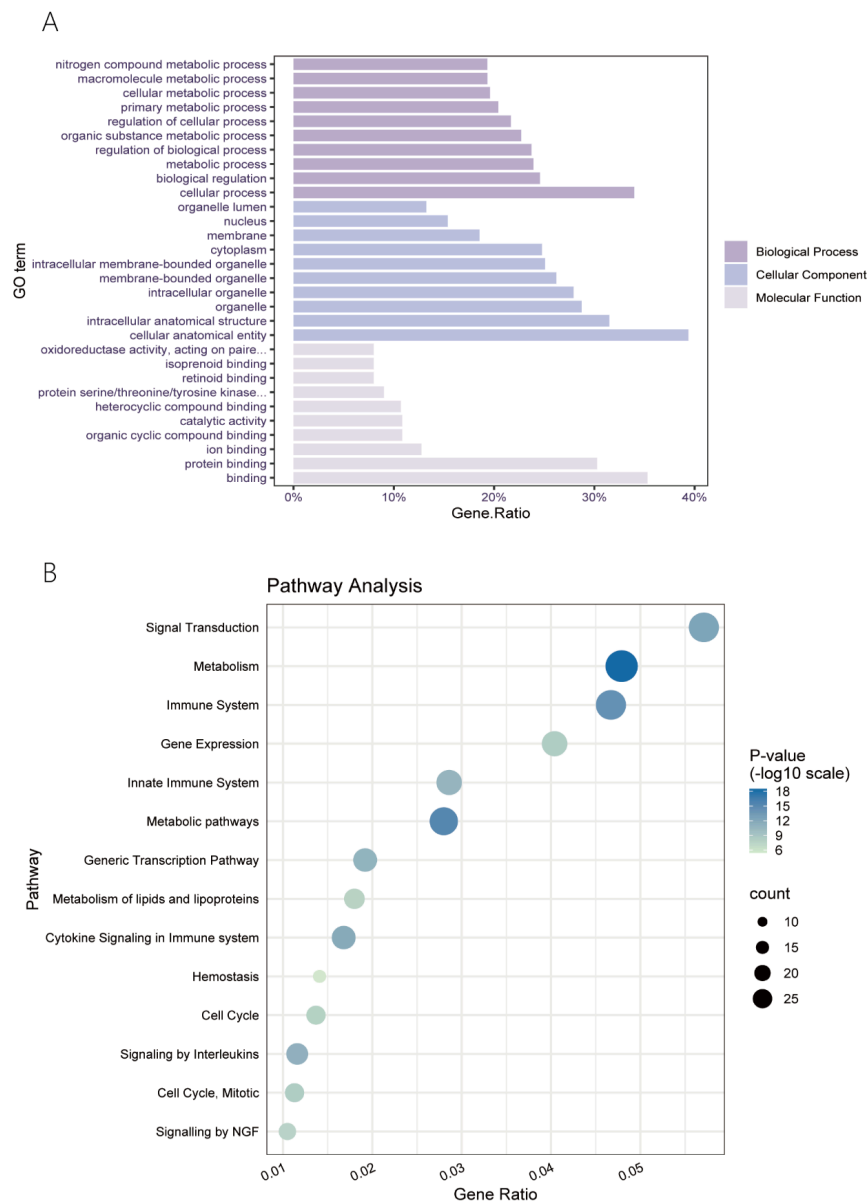 A
GO term
nitrogen compound metabolic process
macromolecule metabolic process
cellular metabolic process
primary metabolic process
regulation of cellular process
organic substance metabolic process
regulation of biological process
metabolic process
biological regulation
cellular process
organelle lumen
nucleus
membrane
cytoplasm
intracellular membrane-bounded organelle
membrane-bounded organelle
intracellular organelle
organelle
intracellular anatomical structure
cellular anatomical entity
oxidoreductase activity, acting on paire...
isoprenoid binding
retinoid binding
protein serine/threonine/tyrosine kinase...
heterocyclic compound binding
catalytic activity
organic cyclic compound binding
ion binding
protein binding
binding
0% 10% 20% 30% 40%
Gene.Ratio
Biological Process
Cellular Component
Molecular Function
B
Pathway Analysis
Pathway
Signal Transduction
Metabolism
Immune System
Gene Expression
Innate Immune System
Metabolic pathways
Generic Transcription Pathway
Metabolism of lipids and lipoproteins
Cytokine Signaling in Immune system
Hemostasis
Cell Cycle
Signaling by Interleukins
Cell Cycle, Mitotic
Signalling by NGF
0.01 0.02 0.03 0.04 0.05
Gene Ratio
P-value
(-log10 scale)
18
15
12
9
6
count
10
15
20
25